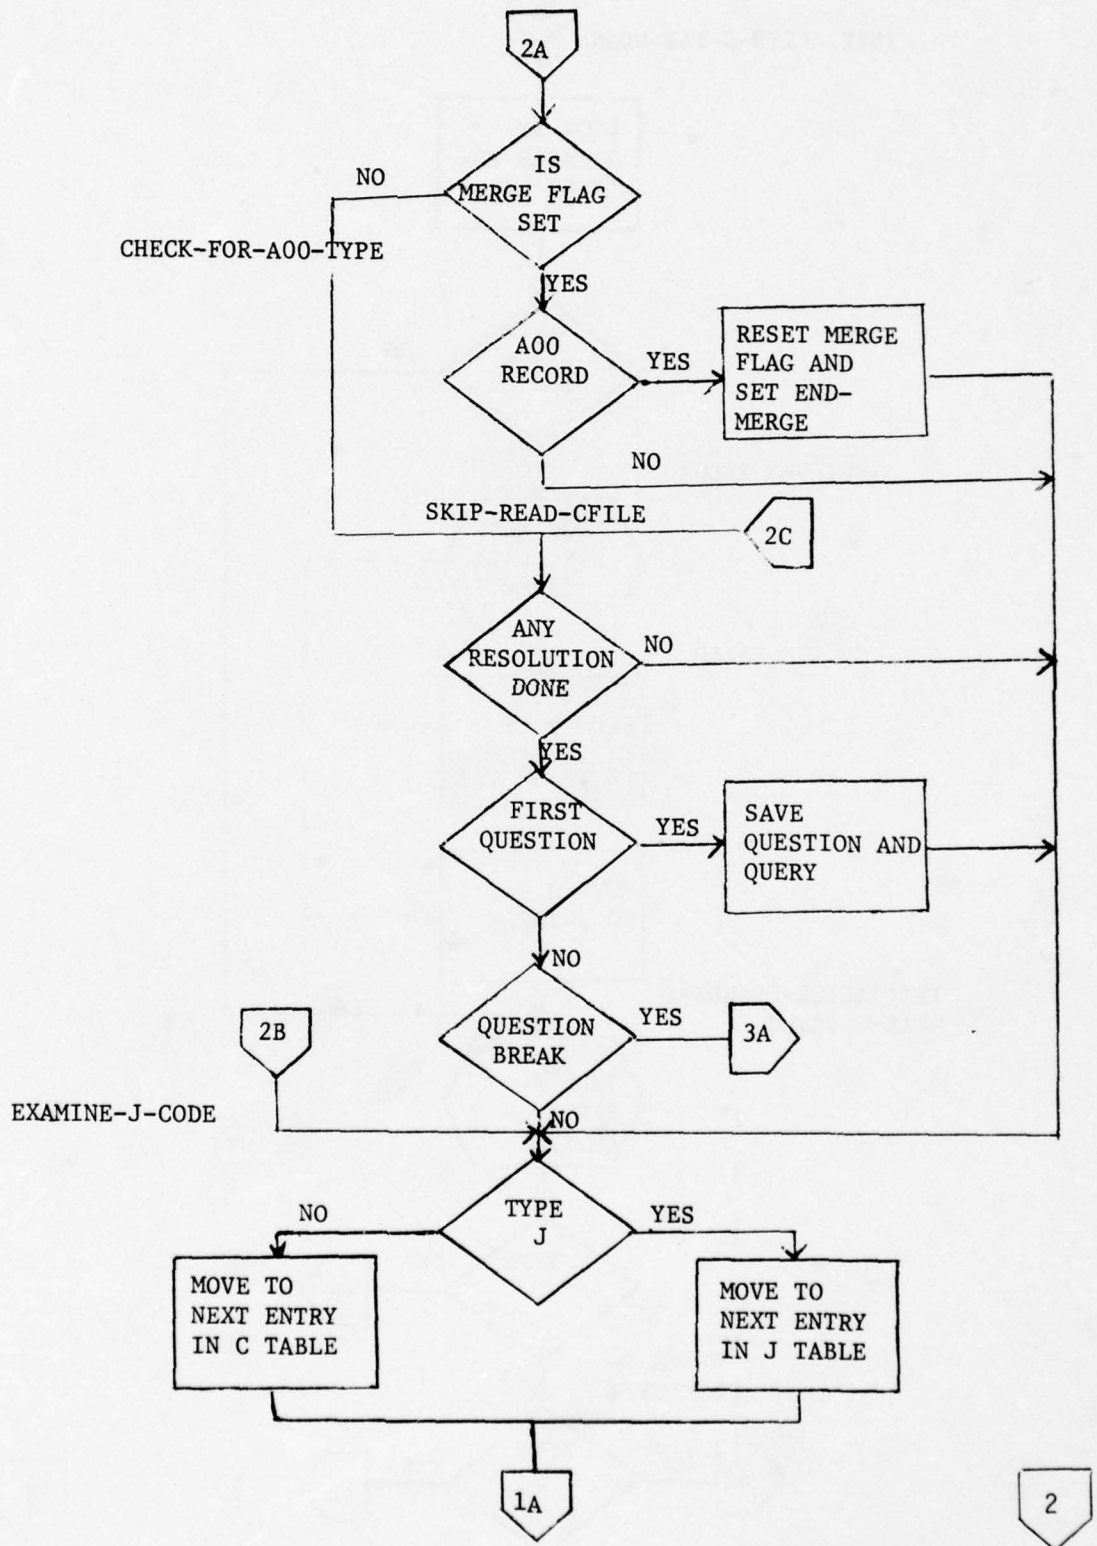 2A
IS
MERGE FLAG
SET
NO
CHECK-FOR-A00-TYPE
YES
A00
RECORD
YES
RESET MERGE
FLAG AND
SET END-
MERGE
NO
SKIP-READ-CFILE
2C
ANY
RESOLUTION
DONE
NO
YES
FIRST
QUESTION
YES
SAVE
QUESTION AND
QUERY
NO
2B
QUESTION
BREAK
YES
3A
EXAMINE-J-CODE
NO
TYPE
J
NO
YES
MOVE TO
NEXT ENTRY
IN C TABLE
MOVE TO
NEXT ENTRY
IN J TABLE
1A
2